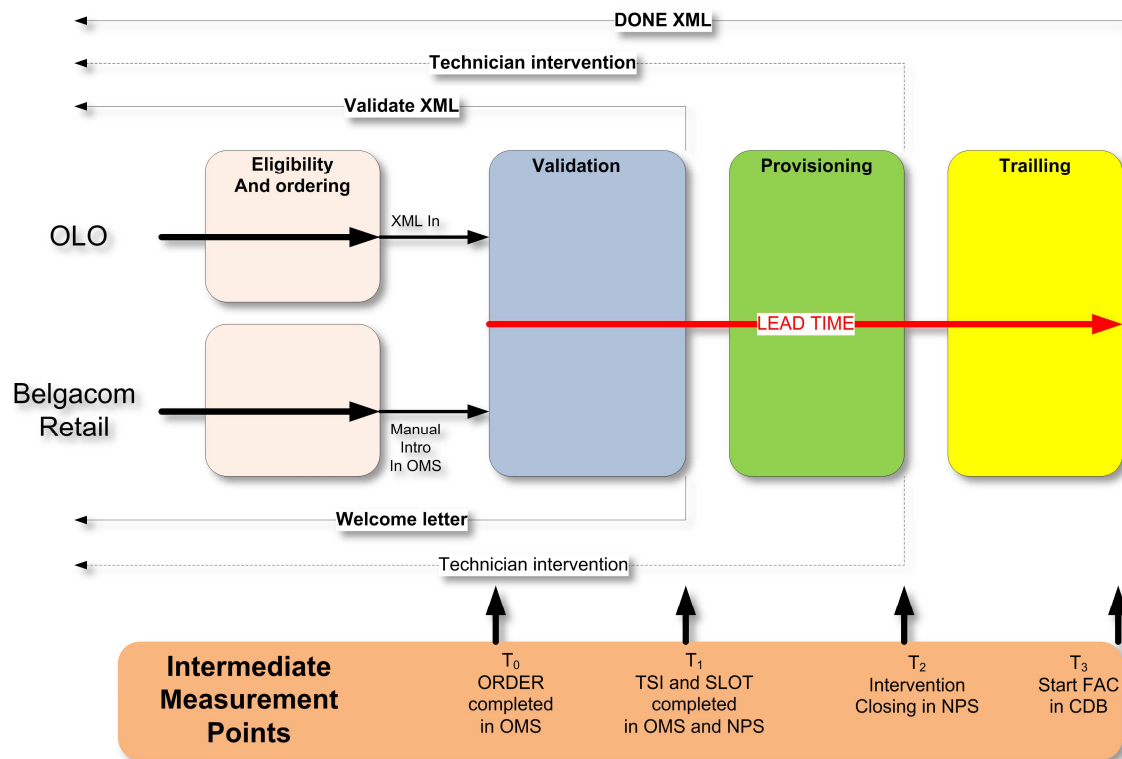 DONE XML
Technician intervention
Validate XML
Eligibility
And ordering
Validation
Provisioning
Trailling
OLO
XML In
LEAD TIME
Belgacom
Retail
Manual
Intro
In OMS
Welcome letter
Technician intervention
Intermediate
Measurement
Points
T0
ORDER
completed
in OMS
T1
TSI and SLOT
completed
in OMS and NPS
T2
Intervention
Closing in NPS
T3
Start FAC
in CDB